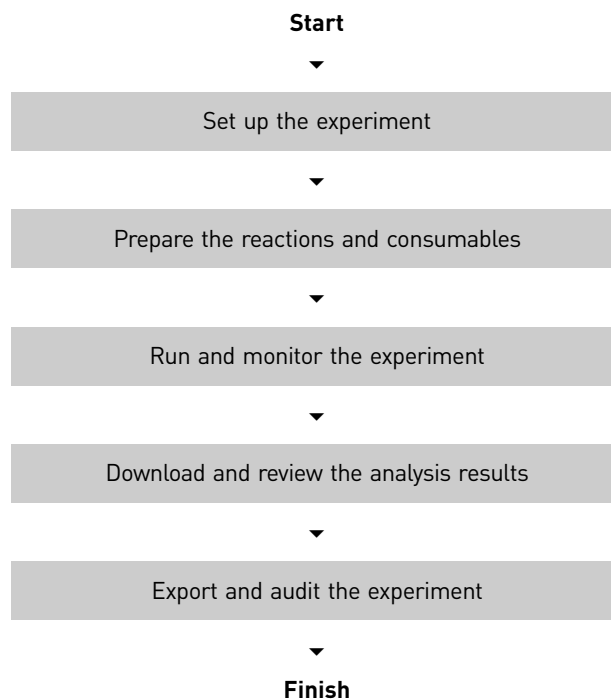 Start
Set up the experiment
Prepare the reactions and consumables
Run and monitor the experiment
Download and review the analysis results
Export and audit the experiment
Finish